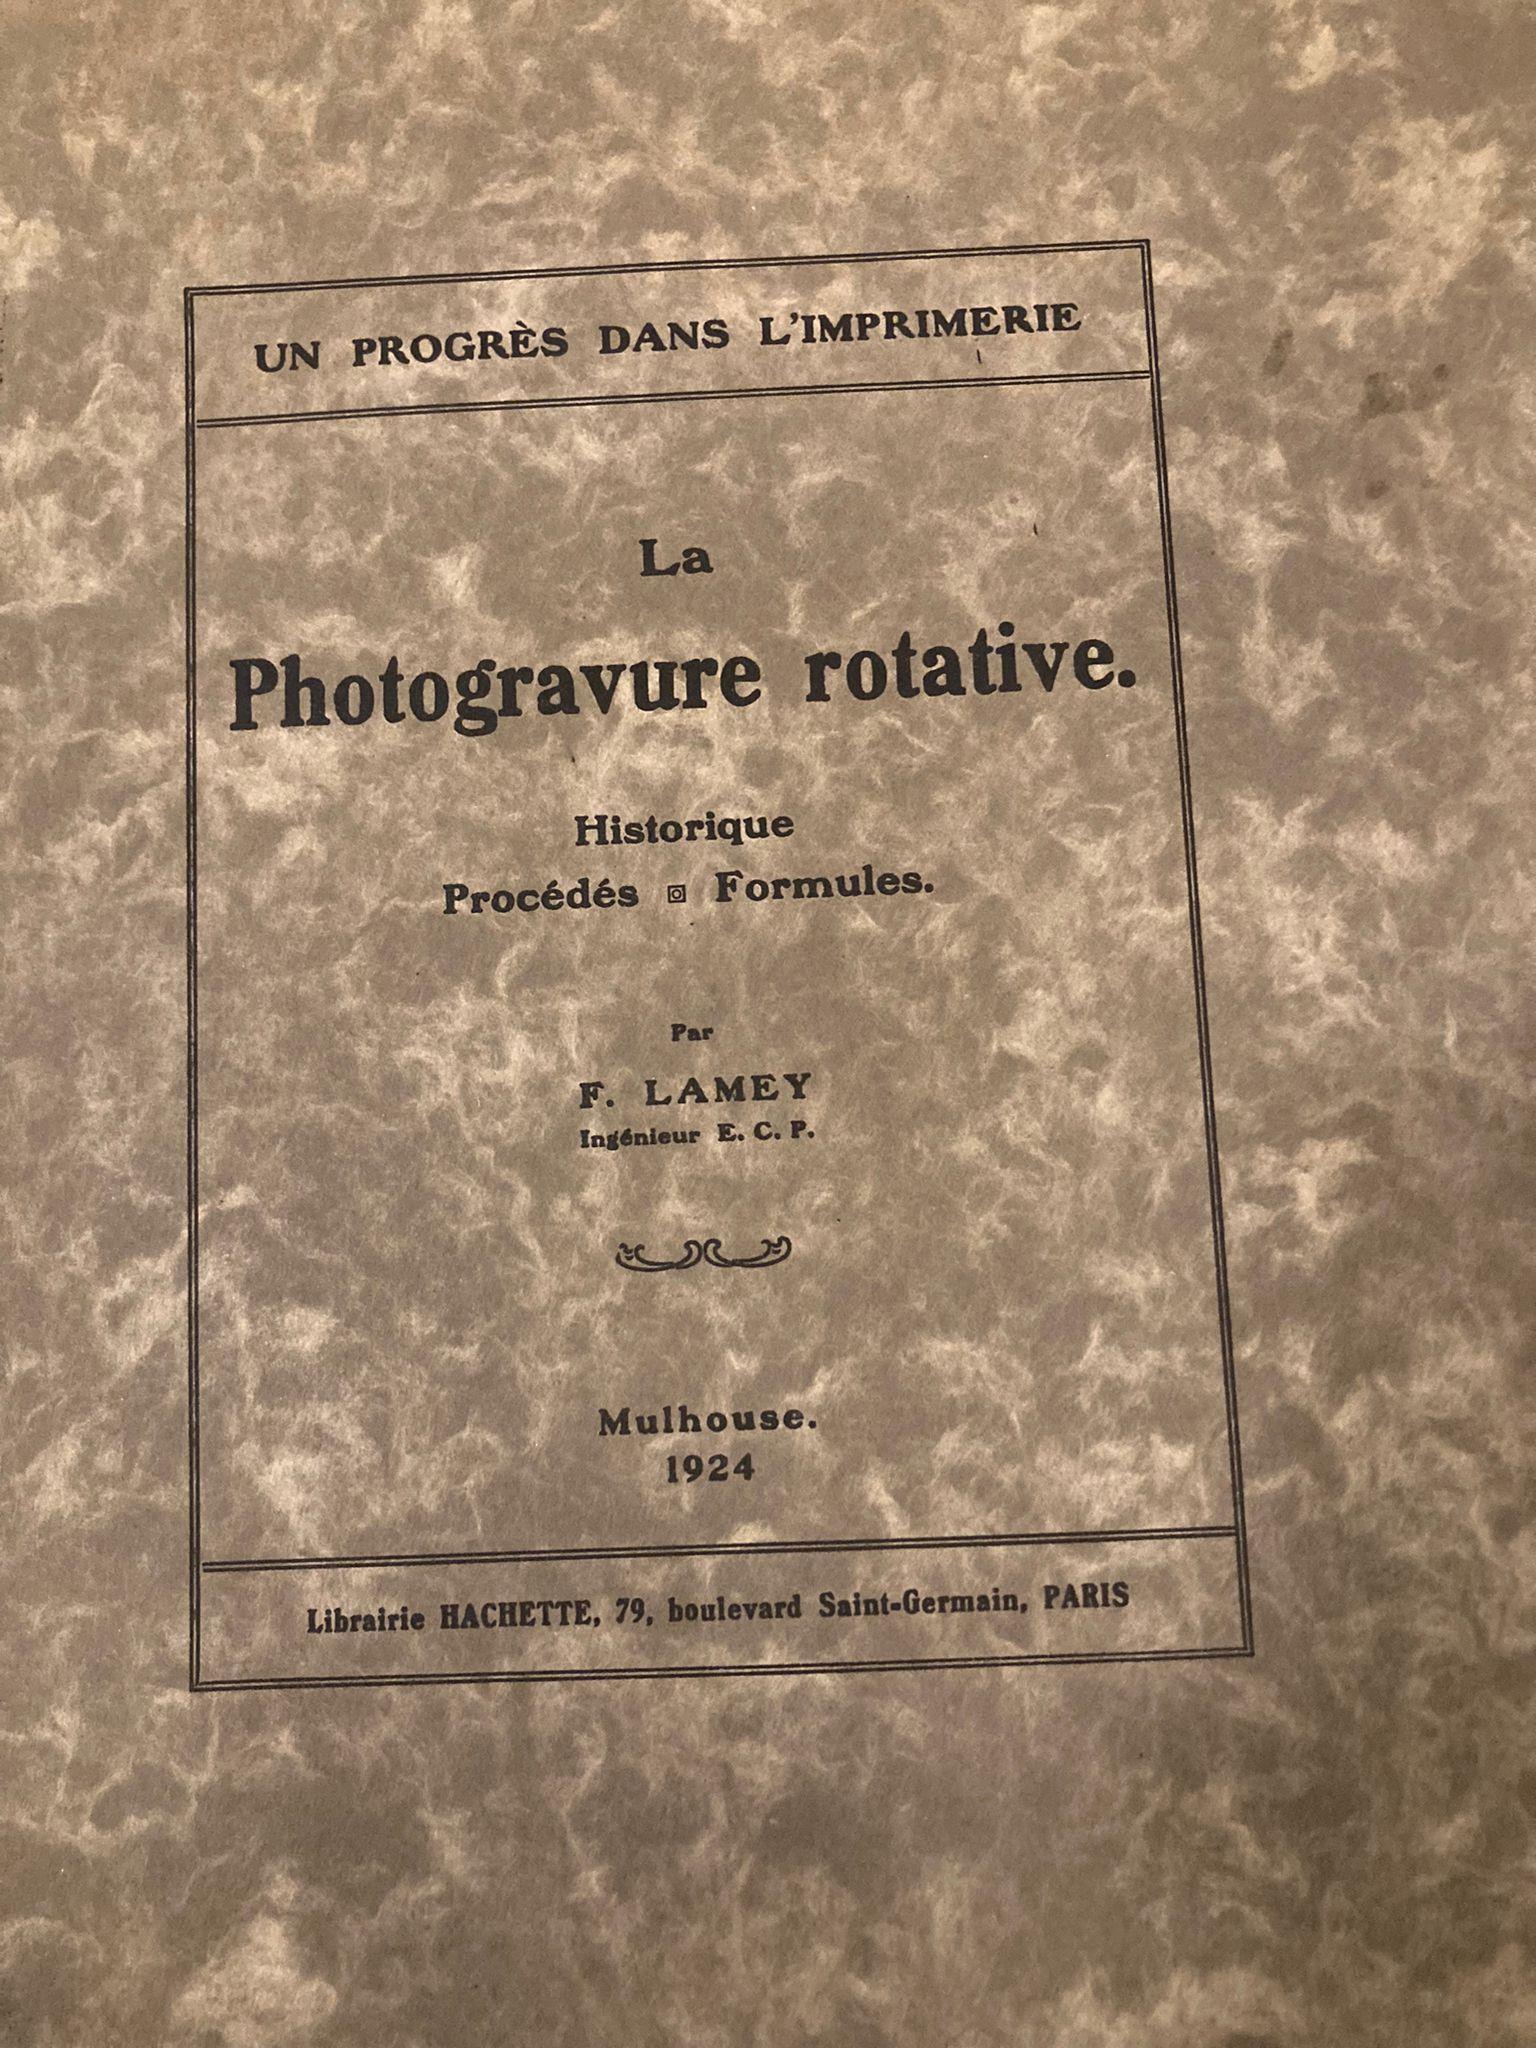 UN PROGRÈS DANS L'IMPRIMERIE
La
Photogravure rotative.
Historique
Procédés Formules.
Par
F. LAMEY
Ingénieur E. C. P.
Mulhouse.
1924
Librairie HACHETTE, 79, boulevard Saint-Germain, PARIS